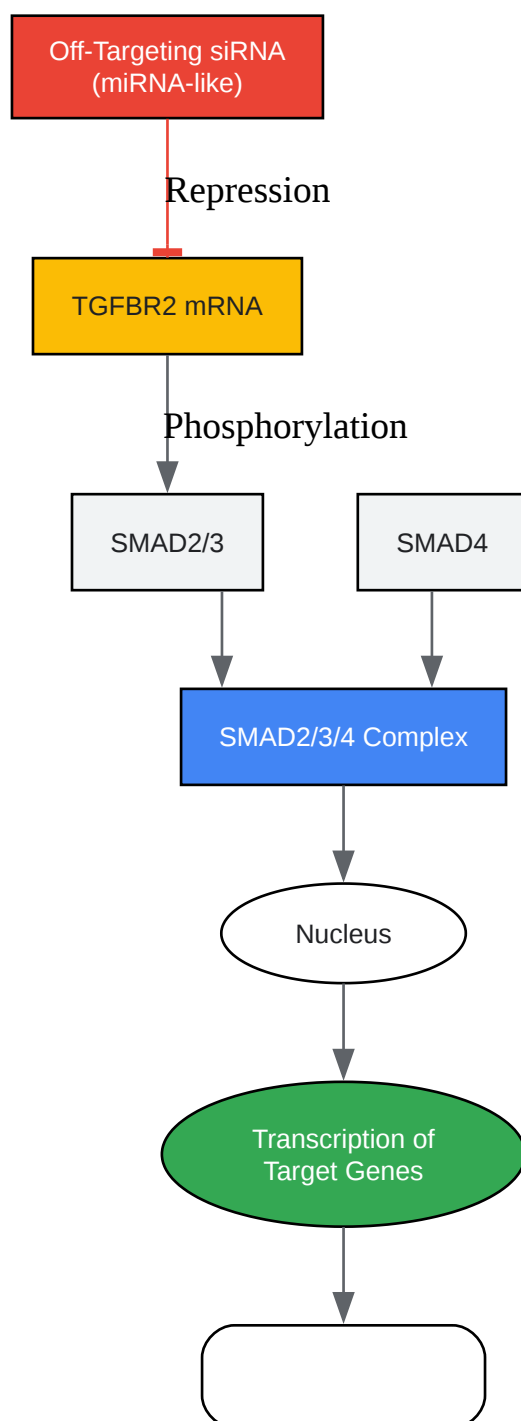 Off-Targeting siRNA
(miRNA-like)
Repression
TGFBR2 mRNA
Phosphorylation
SMAD2/3
SMAD4
SMAD2/3/4 Complex
Nucleus
Transcription of
Target Genes